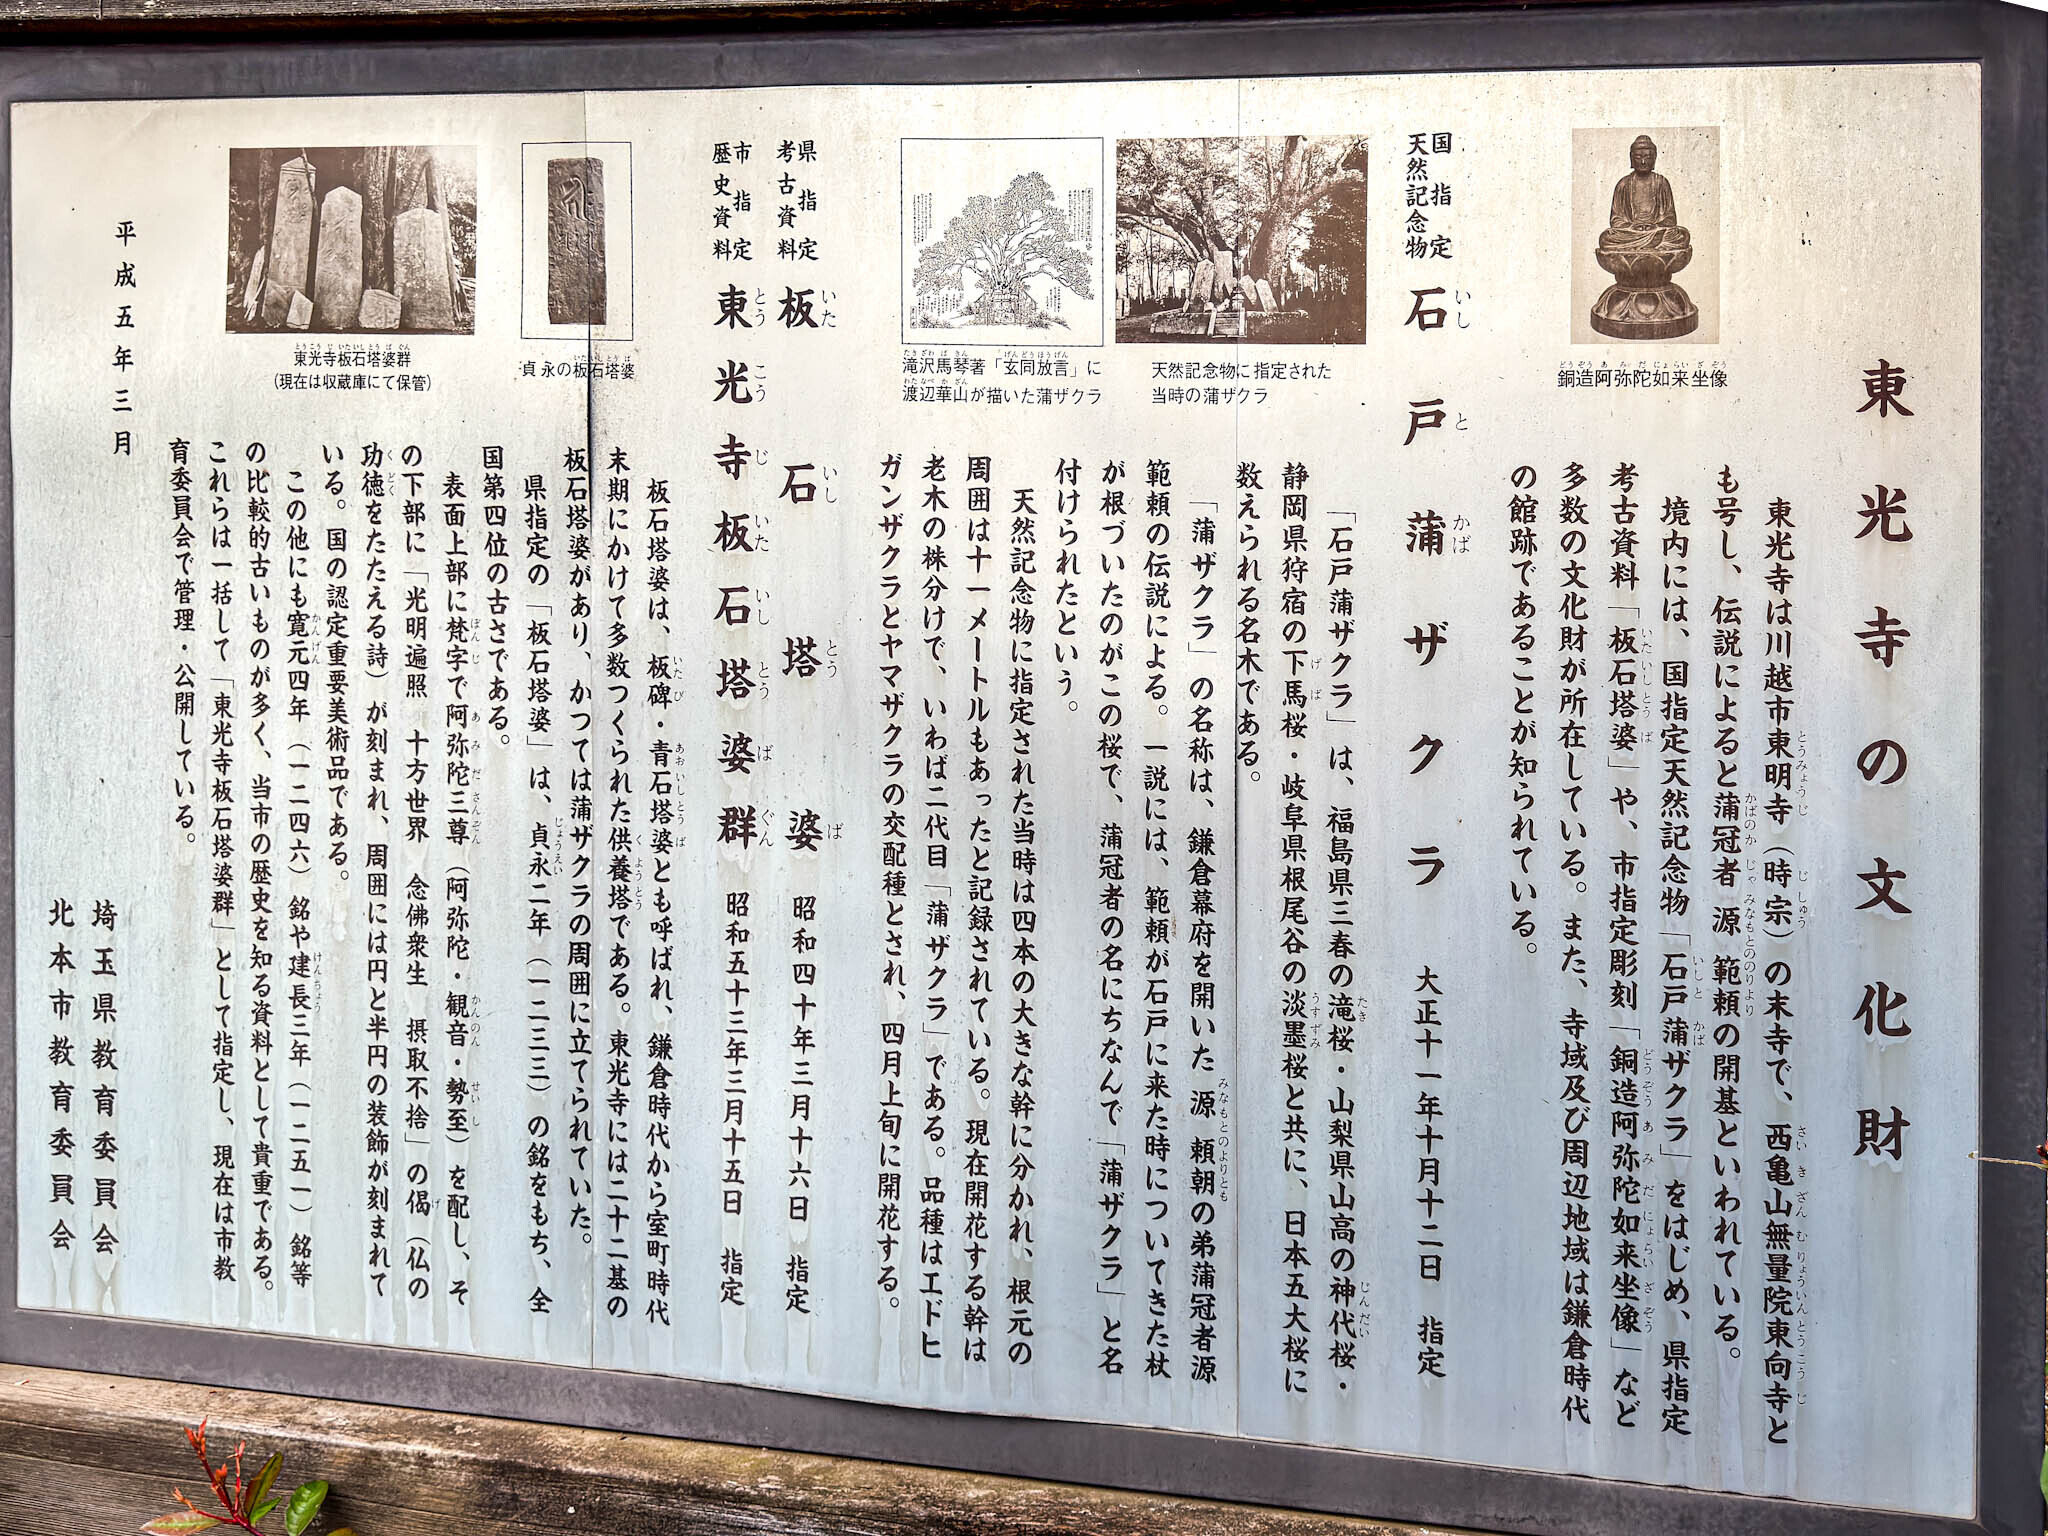 東光寺の文化財
東光寺は川越市東明寺（時宗）の末寺で、西亀山無量院東向寺と
も号し、伝説によると蒲冠者源範頼の開基といわれている。
境内には、国指定天然記念物「石戸蒲ザクラ」をはじめ、県指定
考古資料「板石塔婆」や、市指定彫刻「銅造阿弥陀如来坐像」など
多数の文化財が所在している。また、寺域及び周辺地域は鎌倉時代
の館跡であることが知られている。
銅造阿弥陀如来坐像
国指定
天然記念物
石戸蒲ザクラ 大正十一年十月十二日 指定
「石戸蒲ザクラ」は、福島県三春の滝桜・山梨県山高の神代桜・
静岡県狩宿の下馬桜・岐阜県根尾谷の淡墨桜と共に、日本五大桜に
数えられる名木である。
「蒲ザクラ」の名称は、鎌倉幕府を開いた源頼朝の弟蒲冠者源
範頼の伝説による。一説には、範頼が石戸に来た時についてきた杖
が根づいたのがこの桜で、蒲冠者の名にちなんで「蒲ザクラ」と名
付けられたという。
天然記念物に指定された当時は四本の大きな幹に分かれ、根元の
周囲は十一メートルもあったと記録されている。現在開花する幹は
老木の株分けで、いわば二代目「蒲ザクラ」である。品種はエドヒ
ガンザクラとヤマザクラの交配種とされ、四月上旬に開花する。
天然記念物に指定された
当時の蒲ザクラ
滝沢馬琴著「玄同放言」に
渡辺華山が描いた蒲ザクラ
県指定
考古資料
板石塔婆 昭和四十年三月十六日 指定
市指定
歴史資料
東光寺板石塔婆群 昭和五十三年三月十五日 指定
板石塔婆は、板碑・青石塔婆とも呼ばれ、鎌倉時代から室町時代
末期にかけて多数つくられた供養塔である。東光寺には二十二基の
板石塔婆があり、かつては蒲ザクラの周囲に立てられていた。
県指定の「板石塔婆」は、貞永二年（一二三三）の銘をもち、全
国第四位の古さである。
表面上部に梵字で阿弥陀三尊（阿弥陀・観音・勢至）を配し、そ
の下部に「光明遍照 十方世界 念佛衆生 摂取不捨」の偈（仏の
功徳をたたえる詩）が刻まれ、周囲には円と半円の装飾が刻まれて
いる。国の認定重要美術品である。
この他にも寛元四年（一二四六）銘や建長三年（一二五一）銘等
の比較的古いものが多く、当市の歴史を知る資料として貴重である。
これらは一括して「東光寺板石塔婆群」として指定し、現在は市教
育委員会で管理・公開している。
貞永の板石塔婆
東光寺板石塔婆群
（現在は収蔵庫にて保管）
平成五年三月
埼玉県教育委員会
北本市教育委員会